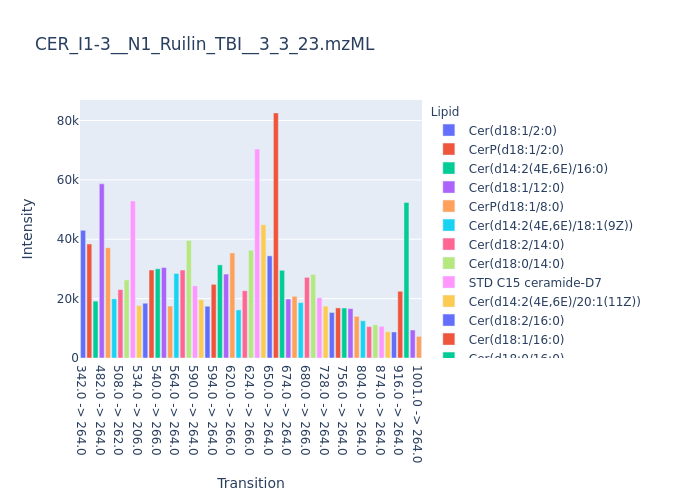 CER_I1-3__N1_Ruilin_TBI__3_3_23.mzML
Intensity
80k
60k
40k
20k
0
342.0 -> 264.0
482.0 -> 264.0
508.0 -> 262.0
534.0 -> 206.0
540.0 -> 266.0
564.0 -> 264.0
590.0 -> 264.0
594.0 -> 264.0
620.0 -> 266.0
624.0 -> 264.0
650.0 -> 264.0
674.0 -> 264.0
680.0 -> 266.0
728.0 -> 264.0
756.0 -> 264.0
804.0 -> 264.0
874.0 -> 264.0
916.0 -> 264.0
1001.0 -> 264.0
Transition
Lipid
Cer(d18:1/2:0)
CerP(d18:1/2:0)
Cer(d14:2(4E,6E)/16:0)
Cer(d18:1/12:0)
CerP(d18:1/8:0)
Cer(d14:2(4E,6E)/18:1(9Z))
Cer(d18:2/14:0)
Cer(d18:0/14:0)
STD C15 ceramide-D7
Cer(d14:2(4E,6E)/20:1(11Z))
Cer(d18:2/16:0)
Cer(d18:1/16:0)
Cer(d18:0/16:0)